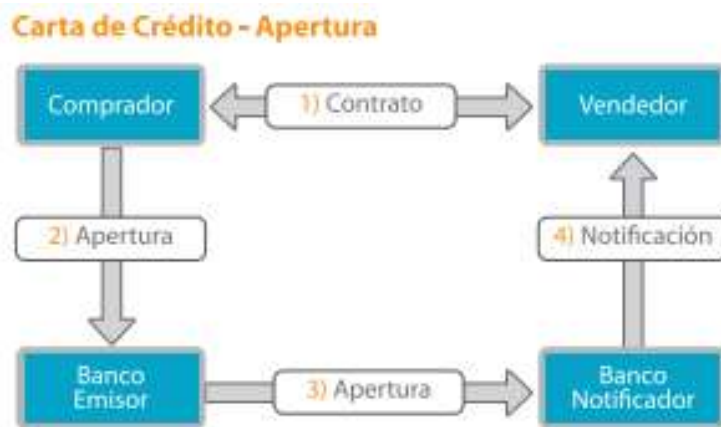 Carta de Crédito - Apertura
Comprador
1) Contrato
Vendedor
2) Apertura
4) Notificación
Banco
Emisor
3) Apertura
Banco
Notificador